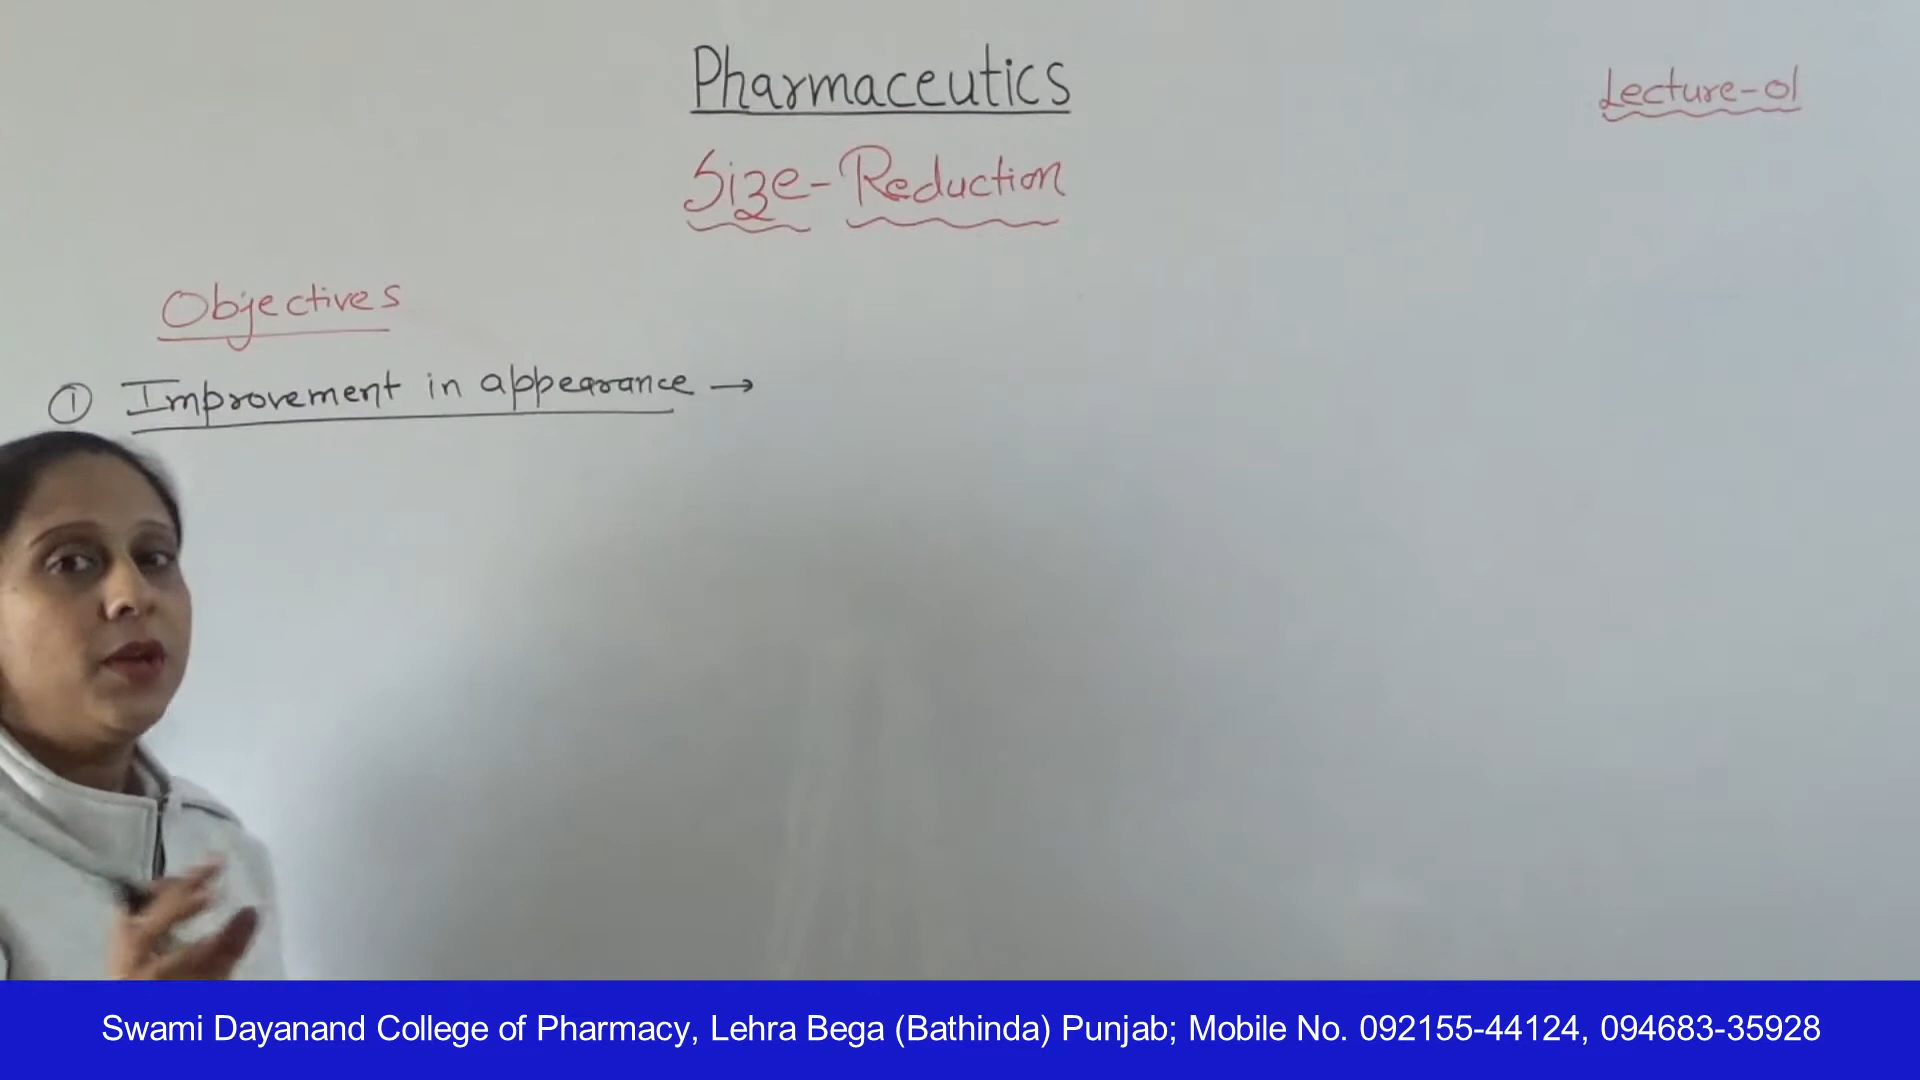 Pharmaceutics
Lecture-01
Size-Reduction
Objectives
① Improvement in appearance →
Swami Dayanand College of Pharmacy, Lehra Bega (Bathinda) Punjab; Mobile No. 092155-44124, 094683-35928